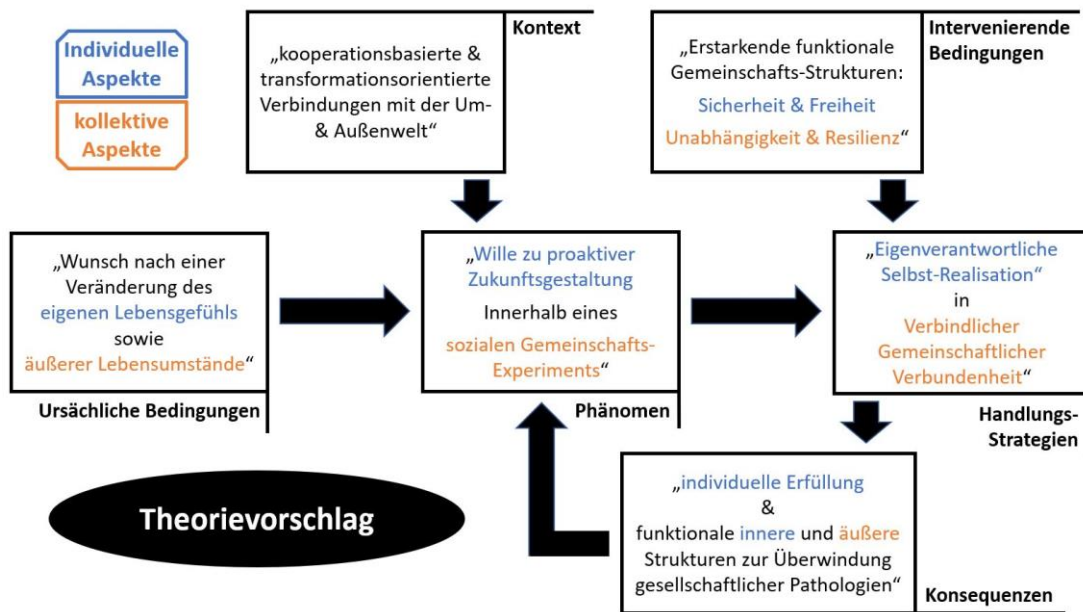 Individuelle
Aspekte
kollektive
Aspekte
Kontext
„kooperationsbasierte &
transformationsorientierte
Verbindungen mit der Um-
& Außenwelt“
Intervenierende
Bedingungen
„Erstarkende funktionale
Gemeinschafts-Strukturen:
Sicherheit & Freiheit
Unabhängigkeit & Resilienz“
„Wunsch nach einer
Veränderung des
eigenen Lebensgefühls
sowie
äußerer Lebensumstände“
Ursächliche Bedingungen
„Wille zu proaktiver
Zukunftsgestaltung
Innerhalb eines
sozialen Gemeinschafts-
Experiments“
Phänomen
„Eigenverantwortliche
Selbst-Realisation“
in
Verbindlicher
Gemeinschaftlicher
Verbundenheit“
Handlungs-
Strategien
„individuelle Erfüllung
&
funktionale innere und äußere
Strukturen zur Überwindung
gesellschaftlicher Pathologien“
Konsequenzen
Theorievorschlag